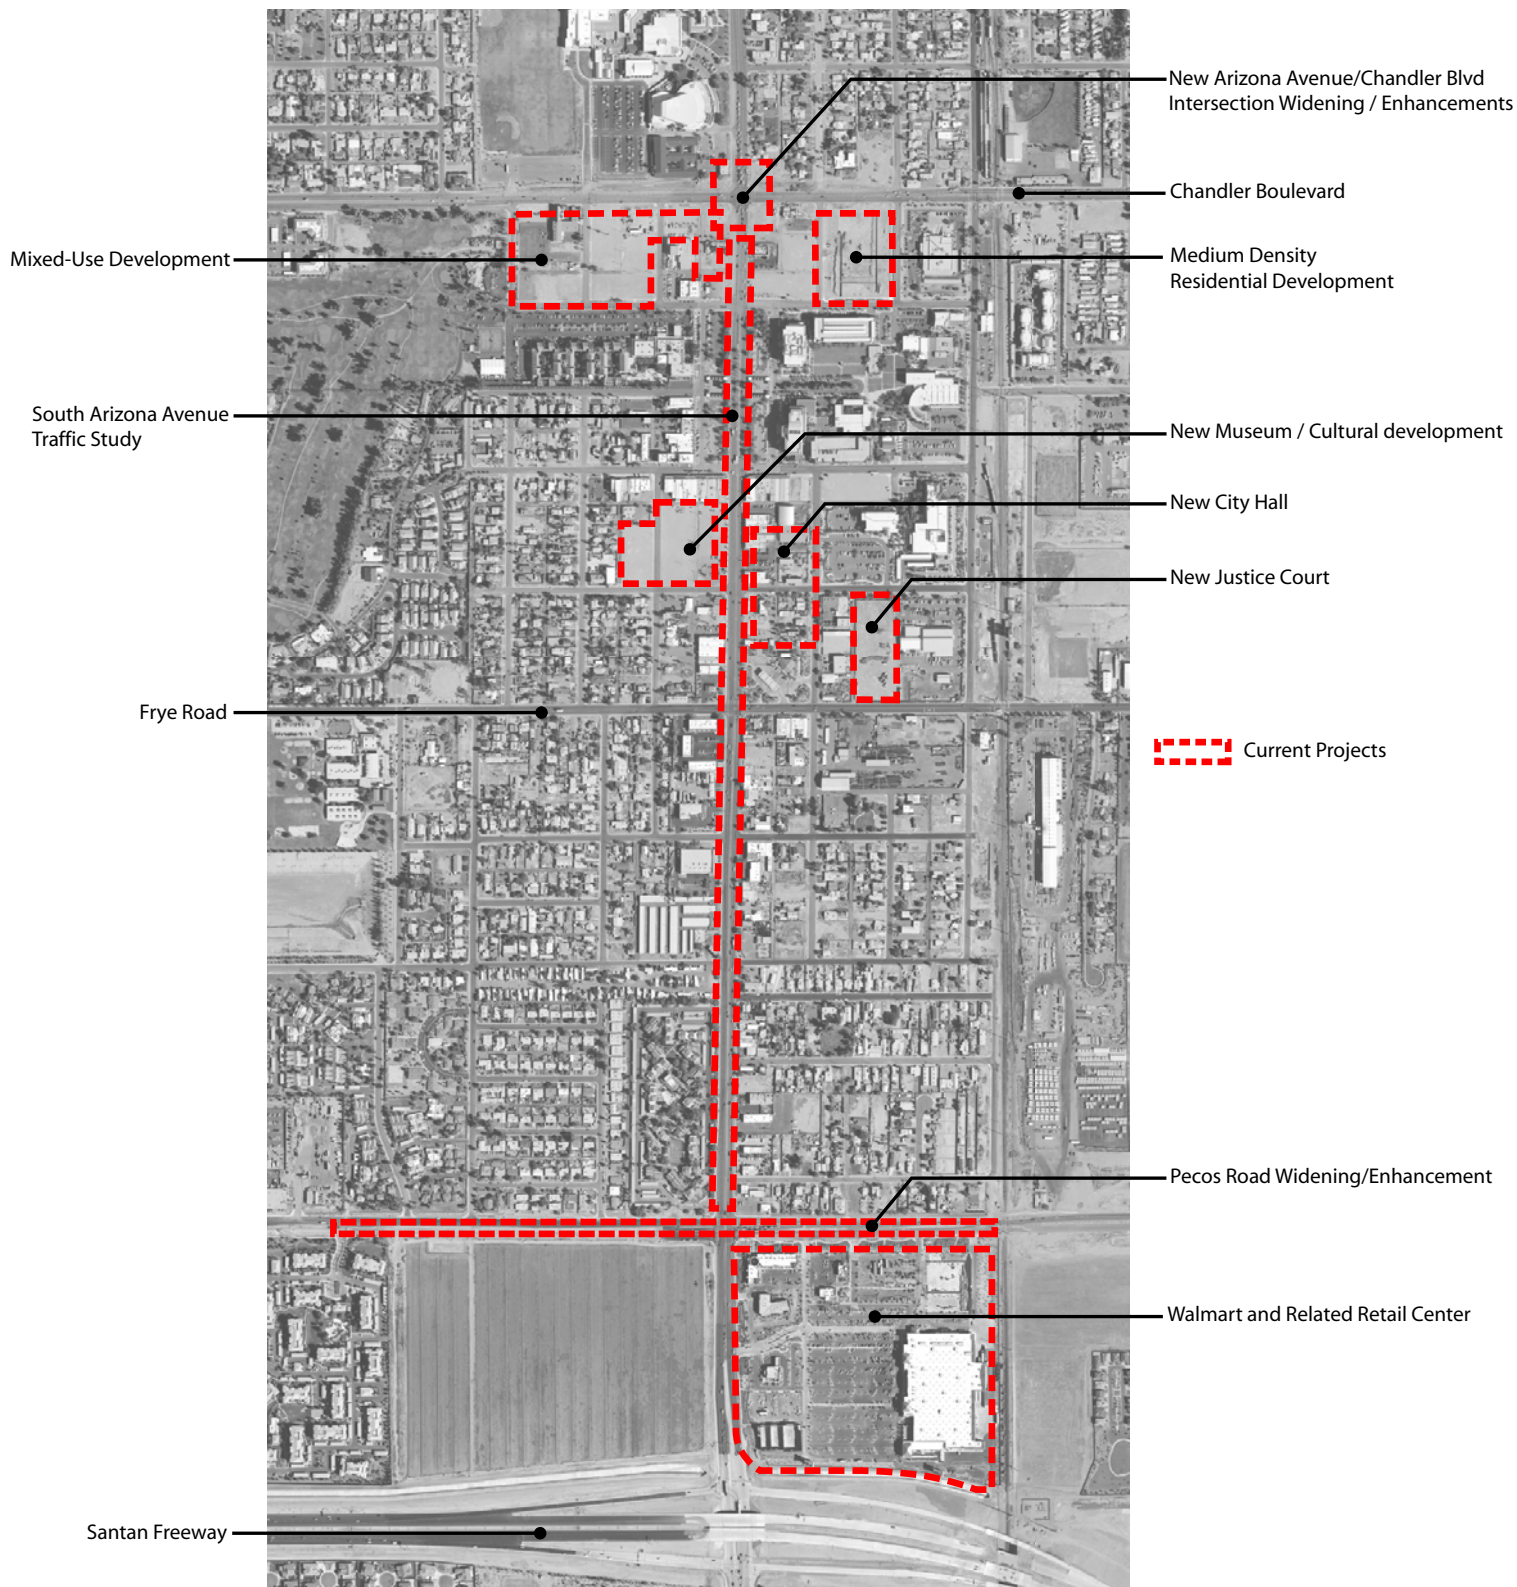 New Arizona Avenue/Chandler Blvd
Intersection Widening / Enhancements
Chandler Boulevard
Mixed-Use Development
Medium Density
Residential Development
South Arizona Avenue
Traffic Study
New Museum / Cultural development
New City Hall
New Justice Court
Frye Road
Current Projects
Pecos Road Widening/Enhancement
Walmart and Related Retail Center
Santan Freeway